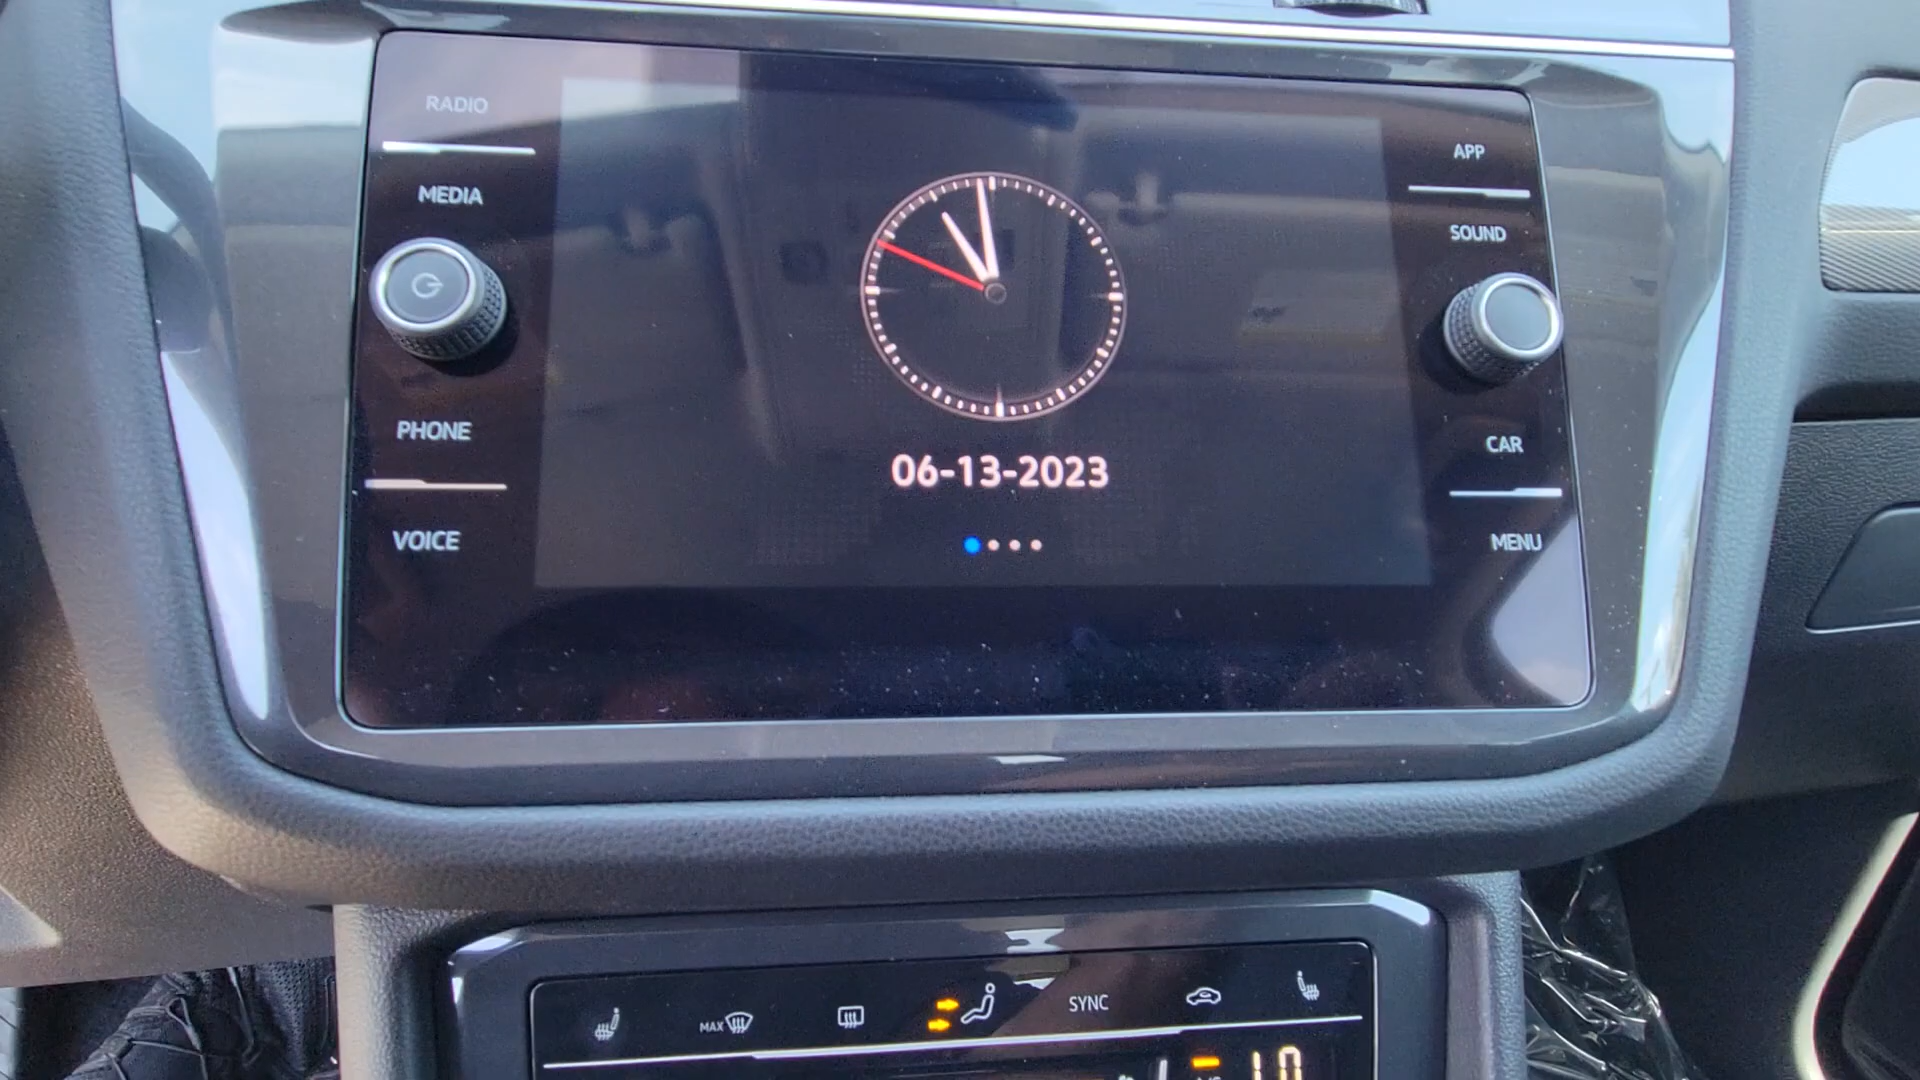 RADIO
MEDIA
PHONE
VOICE
06-13-2023
APP
SOUND
CAR
MENU
MAX
SYNC